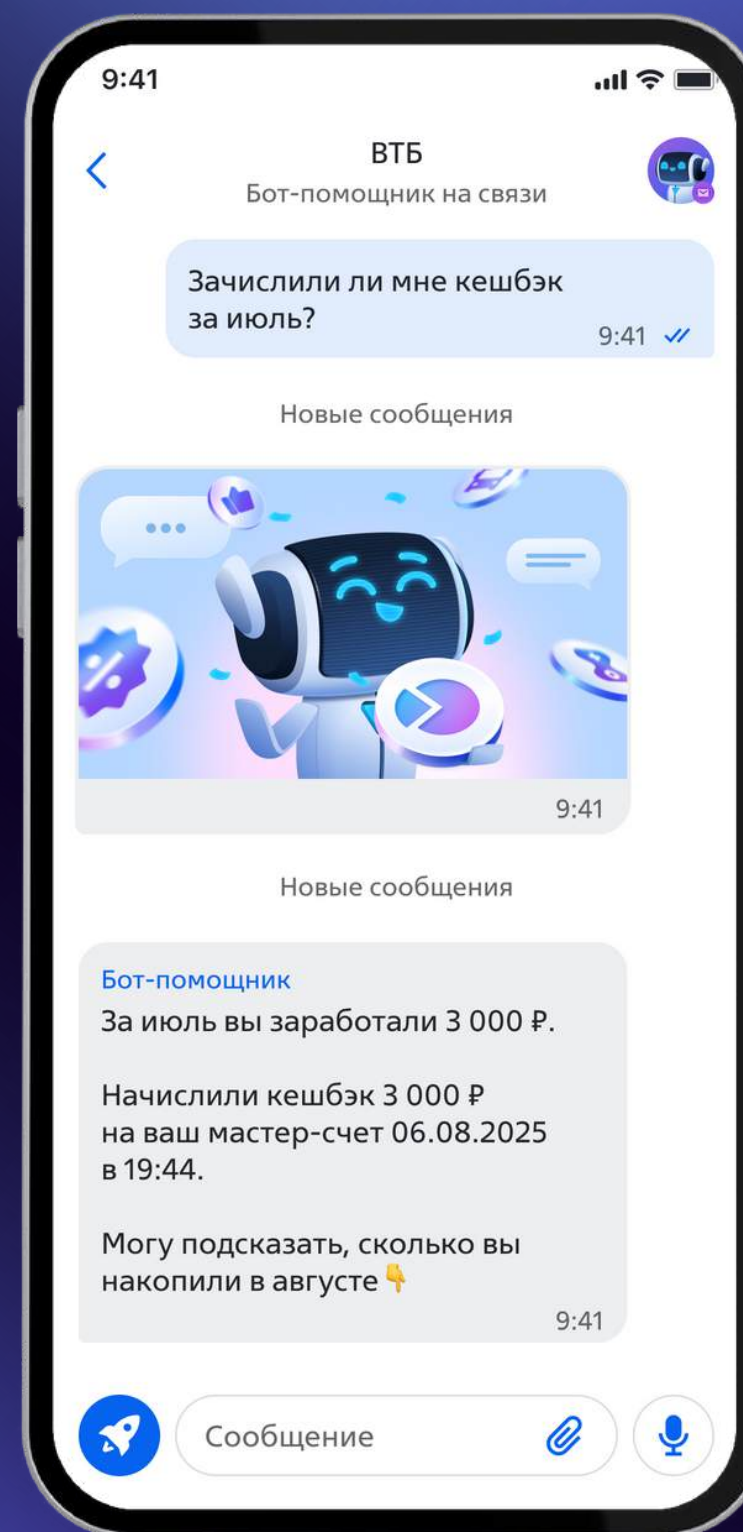 9:41
ВТБ
Бот-помощник на связи
Зачислили ли мне кешбэк
за июль?
9:41
Новые сообщения
9:41
Новые сообщения
Бот-помощник
За июль вы заработали 3 000 ₽.
Начислили кешбэк 3 000 ₽
на ваш мастер-счет 06.08.2025
в 19:44.
Могу подсказать, сколько вы
накопили в августе👇
9:41
Сообщение